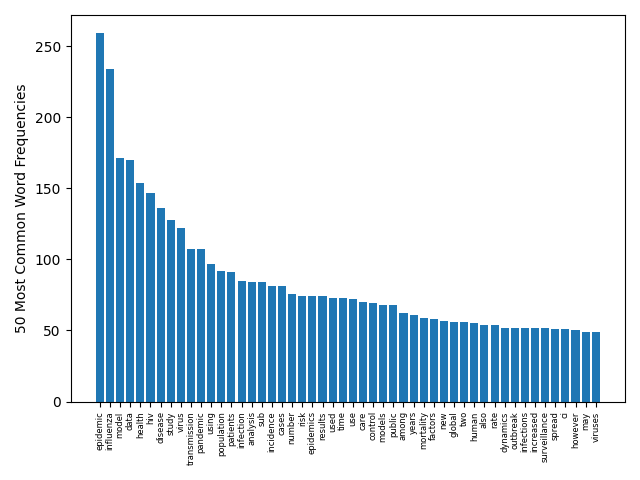 50 Most Common Word Frequencies
250
200
150
100
50
0
epidemic
influenza
model
data
health
hiv
disease
study
virus
transmission
pandemic
using
population
patients
infection
analysis
sub
incidence
cases
number
risk
epidemics
results
used
time
use
care
control
models
public
among
years
mortality
factors
new
global
two
human
also
rate
dynamics
outbreak
infections
increased
surveillance
spread
ci
however
may
viruses